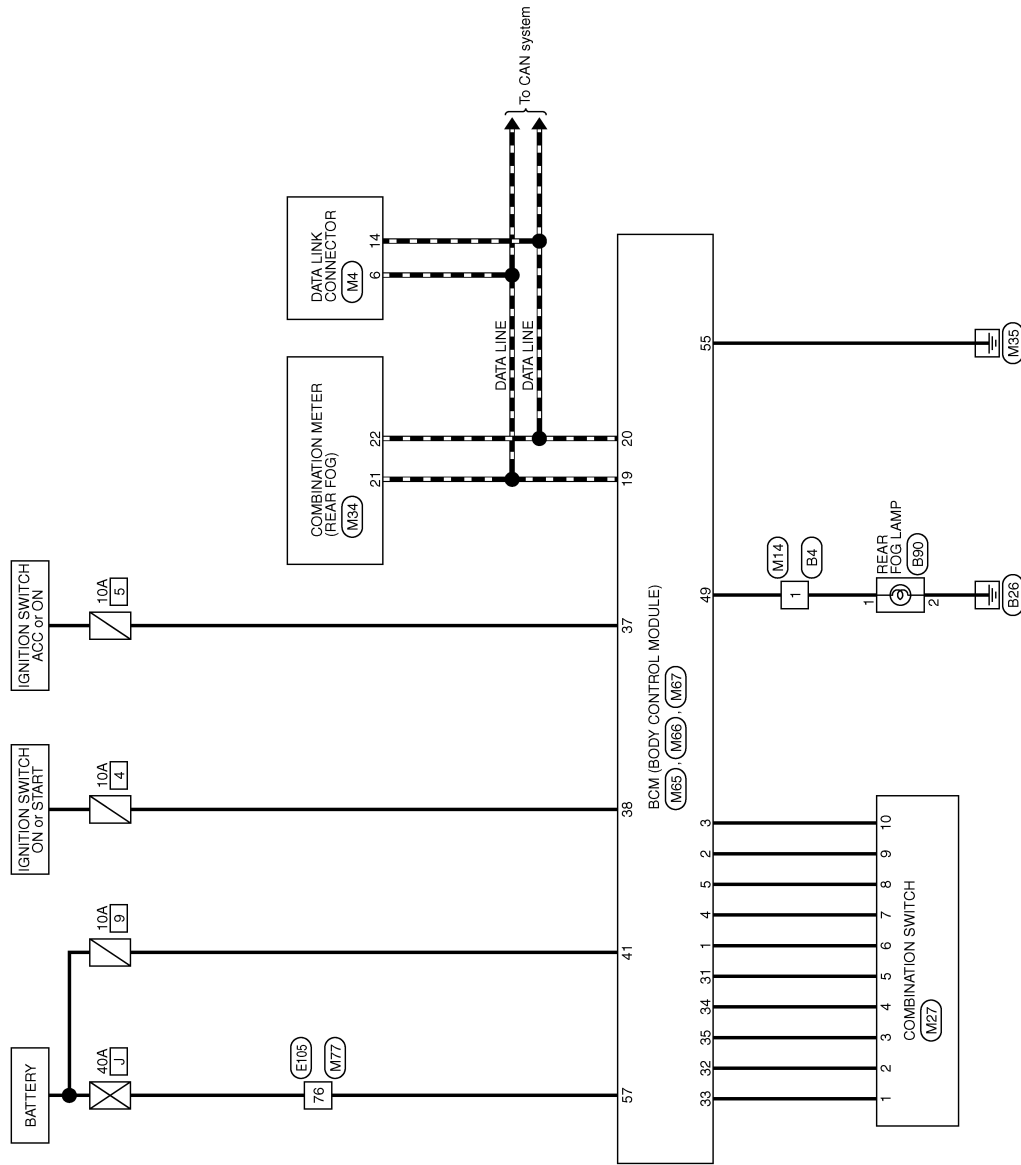 BATTERY
IGNITION SWITCH
ON or START
IGNITION SWITCH
ACC or ON
40A
J
10A
9
10A
4
10A
5
E105
76
M77
COMBINATION METER
(REAR FOG)
M34
21
22
DATA LINK
CONNECTOR
M4
6
14
DATA LINE
DATA LINE
To CAN system
57
41
38
37
19
20
BCM (BODY CONTROL MODULE)
M65 , M66 , M67
33
32
35
34
31
1
4
5
2
3
49
55
1
2
3
4
5
6
7
8
9
10
COMBINATION SWITCH
M27
M14
1
B4
REAR
FOG LAMP
B90
1
2
B26
M35